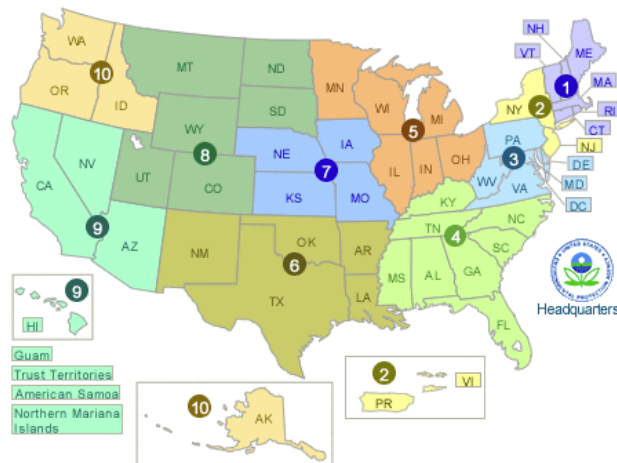 NH
WA
VT
ME
10
MT
ND
MN
OR
ID
MA
1
WI
SD
NY
2
RI
MI
5
CT
WY
PA
NJ
8
IA
3
DE
NV
NE
7
IL
IN
OH
WV
MD
UT
CO
VA
CA
KS
MO
KY
DC
NC
9
TN
4
AZ
NM
OK
AR
SC
6
MS
AL
GA
9
TX
LA
HI
FL
Headquarters
Guam
2
Trust Territories
VI
American Samoa
10
AK
PR
Northern Mariana
Islands